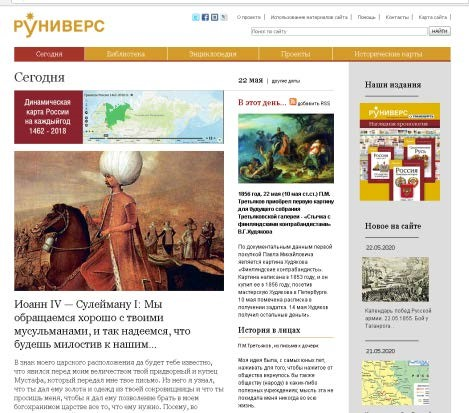 РУНИВЕРС
О проекте | Использование материалов сайта | Помощь | Контакты | Карта сайта
Поиск по сайту НАЙТИ
Сегодня Библиотека Энциклопедия Проекты Исторические карты
Сегодня
Динамическая
карта России
на каждыйгод
1462 - 2018
Иоанн IV — Сулейману I: Мы
обращаемся хорошо с твоими
мусульманами, и так надеемся, что
будешь милостив к нашим...
В знак моего царского расположения да будет тебе известно,
что явился перед моим величеством твой придворный и купец
Мустафа, который передал мне твое письмо. Из него я узнал,
что ты дал ему золота и одежд из твоей сокровищницы и что ты
просишь меня, чтобы я дал ему позволение брать в моем
богохранимом царстве все то, что ему нужно. Посему, во
22 мая | другие даты
В этот день... добавить RSS
1856 год, 22 мая (10 мая ст.ст.) П.М.
Третьяков приобрел первую картину
для будущего собрания
Третьяковской галереи - «Стычка с
финляндскими контрабандистами»
В.Г.Худякова
По документальным данным первой
покупкой Павла Михайловича
является картина Худякова
«Финляндские контрабандисты».
Картина написана в 1853 году, и он
купил ее в 1856 году, посетив
мастерскую Худякова в Петербурге.
10 мая помечена расписка в
получении задатка. 14 мая Худяков
получил остальные деньги.
История в лицах
П.М.Третьяков, из письма к дочери:
Моя идея была, с самых юных лет,
наживать для того, чтобы нажитое от
общества вернулось бы также
обществу (народу) в каких-либо
полезных учреждениях; мысль эта не
покидала меня никогда во всю
жизнь.
Наши издания
РУНИВЕРС
Наглядная хронология
Россия
Русь
Россия
Новое на сайте
22.05.2020
Календарь побед Русской
армии. 22.05.1855. Бой у
Таганрога.
21.05.2020